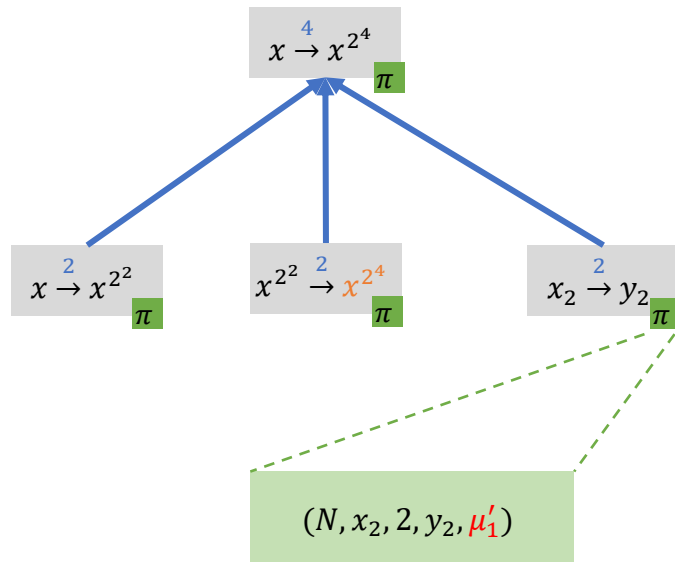 x →⁴ x^{2^4}
π
x →² x^{2^2}
π
x^{2^2} →² x^{2^4}
π
x₂ →² y₂
π
(N, x₂, 2, y₂, μ′₁)